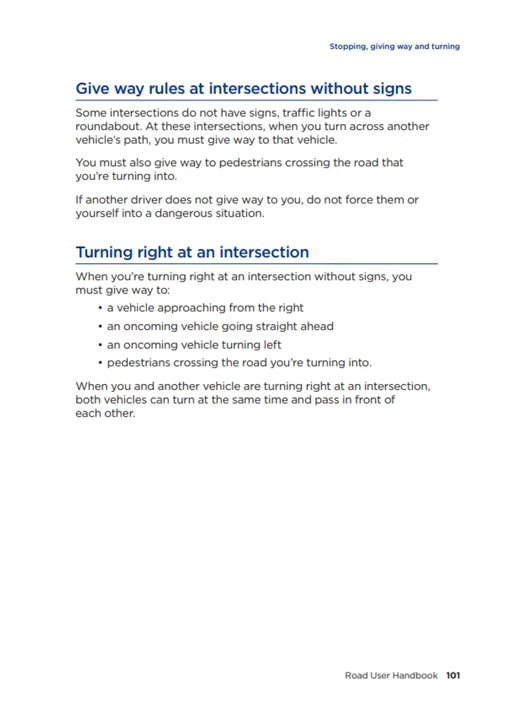 Stopping, giving way and turning
Give way rules at intersections without signs
Some intersections do not have signs, traffic lights or a
roundabout. At these intersections, when you turn across another
vehicle's path, you must give way to that vehicle.
You must also give way to pedestrians crossing the road that
you're turning into.
If another driver does not give way to you, do not force them or
yourself into a dangerous situation.
Turning right at an intersection
When you're turning right at an intersection without signs, you
must give way to:
• a vehicle approaching from the right
• an oncoming vehicle going straight ahead
• an oncoming vehicle turning left
• pedestrians crossing the road you're turning into.
When you and another vehicle are turning right at an intersection,
both vehicles can turn at the same time and pass in front of
each other.
Road User Handbook 101